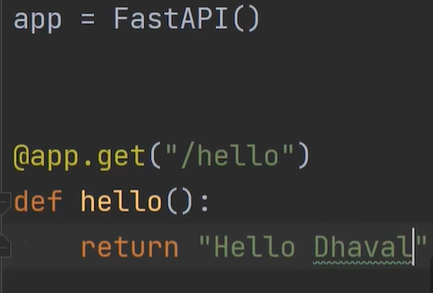 app = FastAPI()
@app.get("/hello")
def hello():
    return "Hello Dhaval"